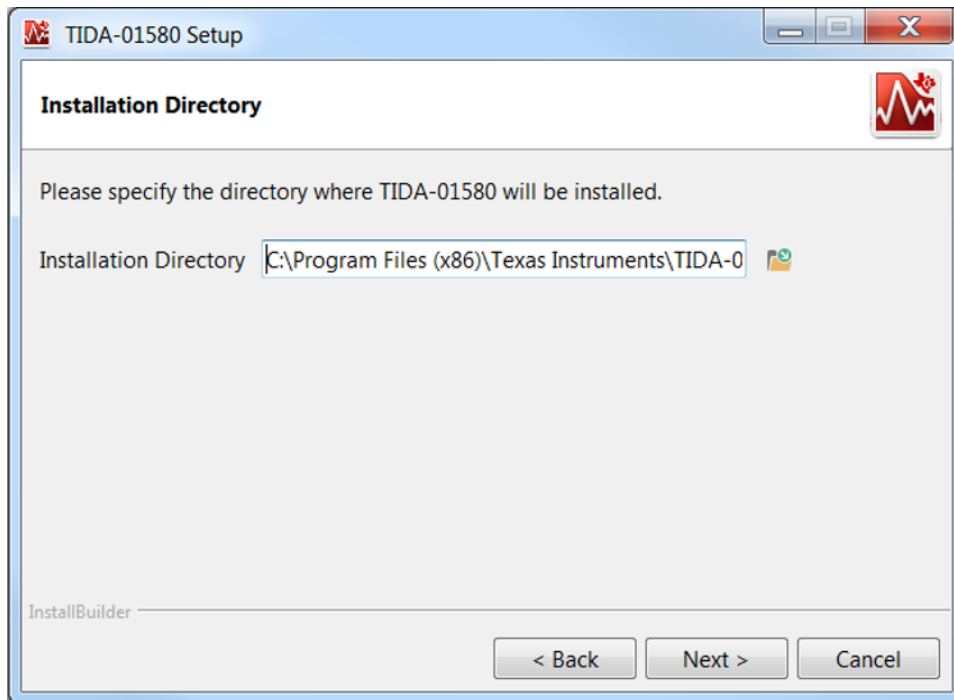 TIDA-01580 Setup
Installation Directory
Please specify the directory where TIDA-01580 will be installed.
Installation Directory C:\Program Files (x86)\Texas Instruments\TIDA-0
InstallBuilder
< Back Next > Cancel